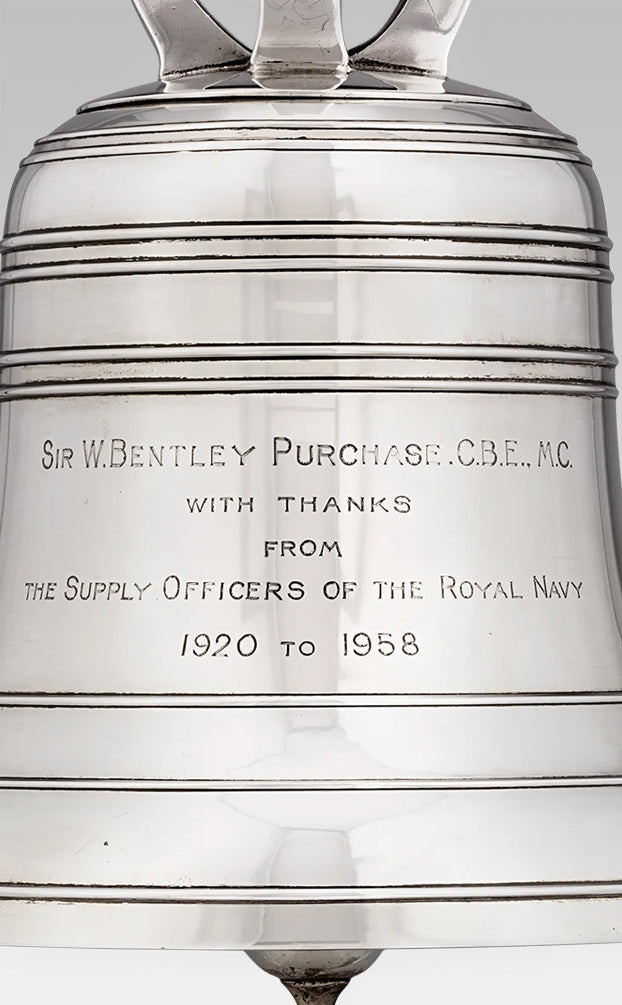 Sir W. Bentley Purchase. C.B.E., M.C.
with thanks
from
the Supply Officers of the Royal Navy
1920 to 1958